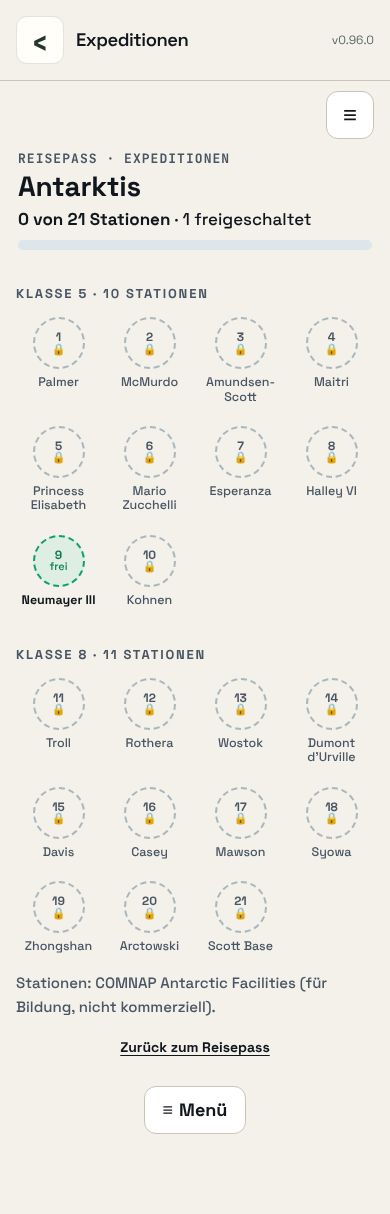 < Expeditionen v0.96.0
≡
REISEPASS · EXPEDITIONEN
Antarktis
0 von 21 Stationen · 1 freigeschaltet
KLASSE 5 · 10 STATIONEN
1 2 3 4
Palmer McMurdo Amundsen-Scott Maitri
5 6 7 8
Princess Elisabeth Mario Zucchelli Esperanza Halley VI
9 frei 10
Neumayer III Kohnen
KLASSE 8 · 11 STATIONEN
11 12 13 14
Troll Rothera Wostok Dumont d'Urville
15 16 17 18
Davis Casey Mawson Syowa
19 20 21
Zhongshan Arctowski Scott Base
Stationen: COMNAP Antarctic Facilities (für
Bildung, nicht kommerziell).
Zurück zum Reisepass
≡ Menü